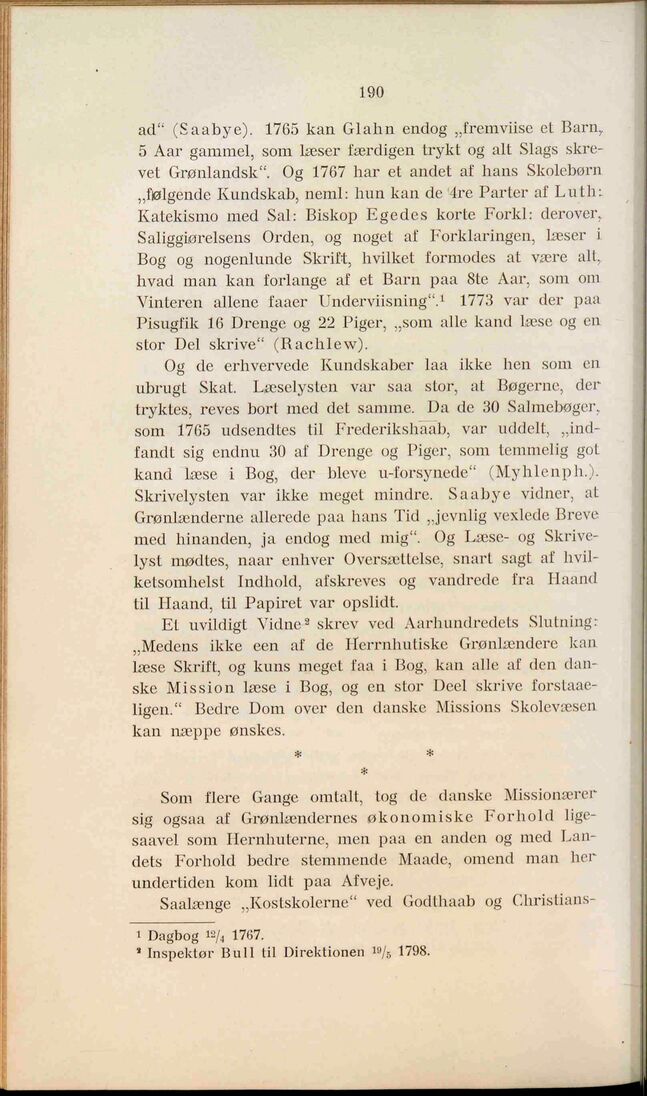 190
ad“ (Saabye). 1765 kan Glahn endog „fremviise et Barn,
5 Aar gammel, som læser færdigen trykt og alt Slags skre-
vet Grønlandsk“. Og 1767 har et andet af hans Skolebørn
„følgende Kundskab, neml: hun kan de 4re Parter af Luth:
Katekismo med Sal: Biskop Egedes korte Forkl: derover,
Saliggiørelsens Orden, og noget af Forklaringen, læser i
Bog og nogenlunde Skrift, hvilket formodes at være alt,
hvad man kan forlange af et Barn paa 8te Aar, som om
Vinteren allene faaer Underviisning“.¹ 1773 var der paa
Pisugfik 16 Drenge og 22 Piger, „som alle kand læse og en
stor Del skrive“ (Rachlew).
Og de erhvervede Kundskaber laa ikke hen som en
ubrugt Skat. Læselysten var saa stor, at Bøgerne, der
tryktes, reves bort med det samme. Da de 30 Salmebøger,
som 1765 udsendtes til Frederikshaab, var uddelt, „ind-
fandt sig endnu 30 af Drenge og Piger, som temmelig got
kand læse i Bog, der bleve u-forsynede“ (Myhlenph.).
Skrivelysten var ikke meget mindre. Saabye vidner, at
Grønlænderne allerede paa hans Tid „jevnlig vexlede Breve
med hinanden, ja endog med mig“. Og Læse- og Skrive-
lyst mødtes, naar enhver Oversættelse, snart sagt af hvil-
ketsomhelst Indhold, afskreves og vandrede fra Haand
til Haand, til Papiret var opslidt.
Et uvildigt Vidne² skrev ved Aarhundredets Slutning:
„Medens ikke een af de Herrnhutiske Grønlændere kan
læse Skrift, og kuns meget faa i Bog, kan alle af den dan-
ske Mission læse i Bog, og en stor Deel skrive forstaae-
ligen.“ Bedre Dom over den danske Missions Skolevæsen
kan næppe ønskes.
* *
*
Som flere Gange omtalt, tog de danske Missionærer
sig ogsaa af Grønlændernes økonomiske Forhold lige-
saavel som Hernhuterne, men paa en anden og med Lan-
dets Forhold bedre stemmende Maade, omend man her
undertiden kom lidt paa Afveje.
Saalænge „Kostskolerne“ ved Godthaab og Christians-
¹ Dagbog ¹²/₄ 1767.
² Inspektør Bull til Direktionen ¹⁹/₅ 1798.